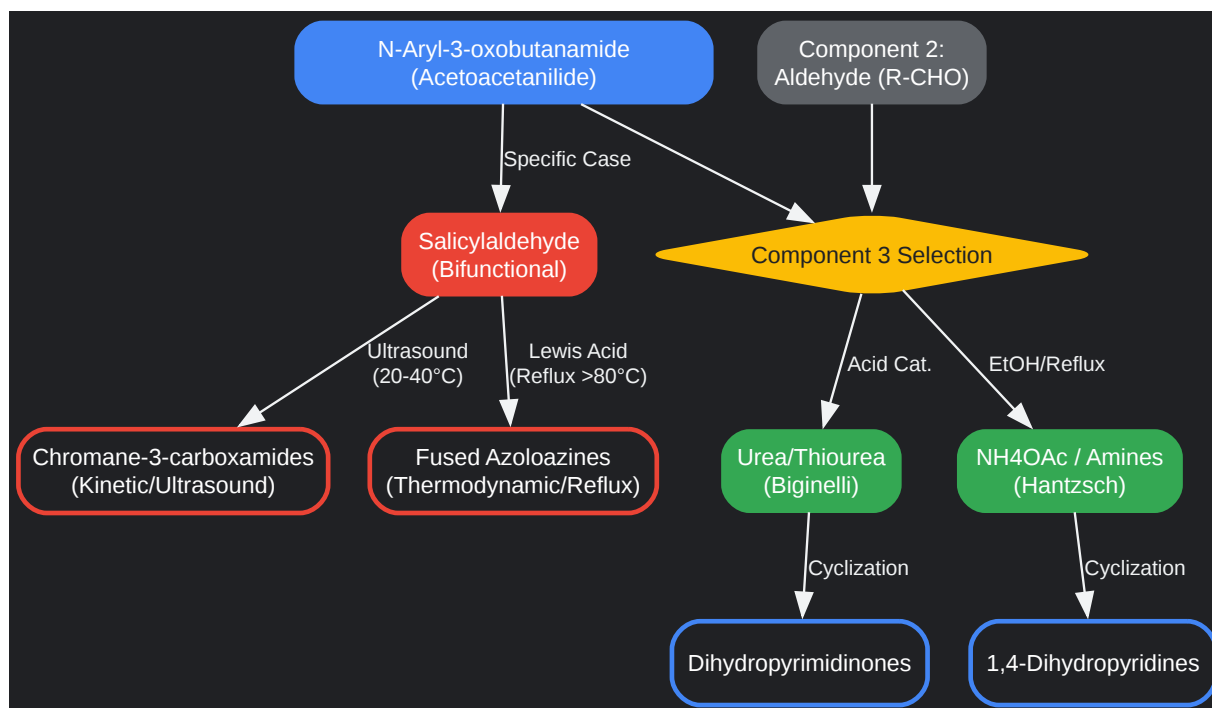 N-Aryl-3-oxobutanamide
(Acetoacetanilide)
Component 2:
Aldehyde (R-CHO)
Specific Case
Salicylaldehyde
(Bifunctional)
Component 3 Selection
Ultrasound
(20-40°C)
Lewis Acid
(Reflux >80°C)
Acid Cat.
EtOH/Reflux
Chromane-3-carboxamides
(Kinetic/Ultrasound)
Fused Azoloazines
(Thermodynamic/Reflux)
Urea/Thiourea
(Biginelli)
NH4OAc / Amines
(Hantzsch)
Cyclization
Cyclization
Dihydropyrimidinones
1,4-Dihydropyridines